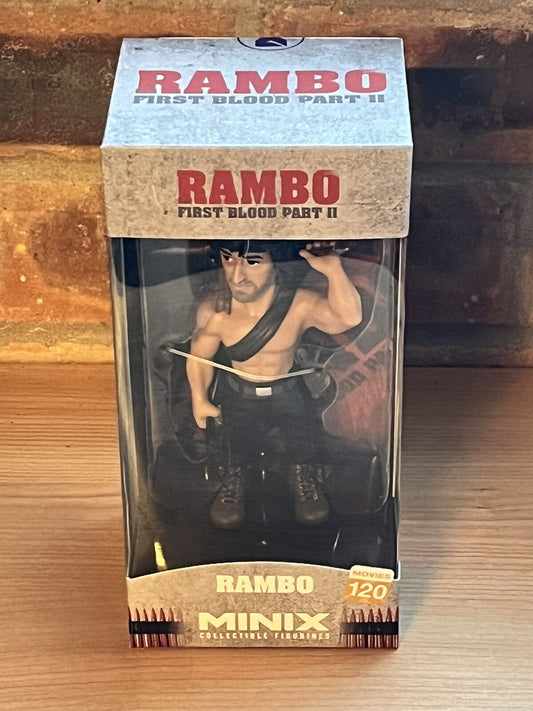 RAMBO
FIRST BLOOD PART II
RAMBO
FIRST BLOOD PART II
RAMBO
MOVIES
120
MINIX
COLLECTIBLE FIGURINES